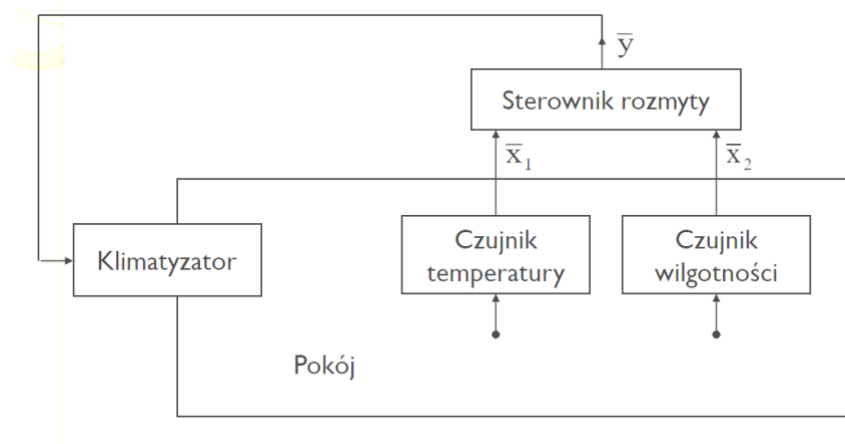 y̅
Sterownik rozmyty
x̅₁
x̅₂
Klimatyzator
Czujnik
temperatury
Czujnik
wilgotności
Pokój